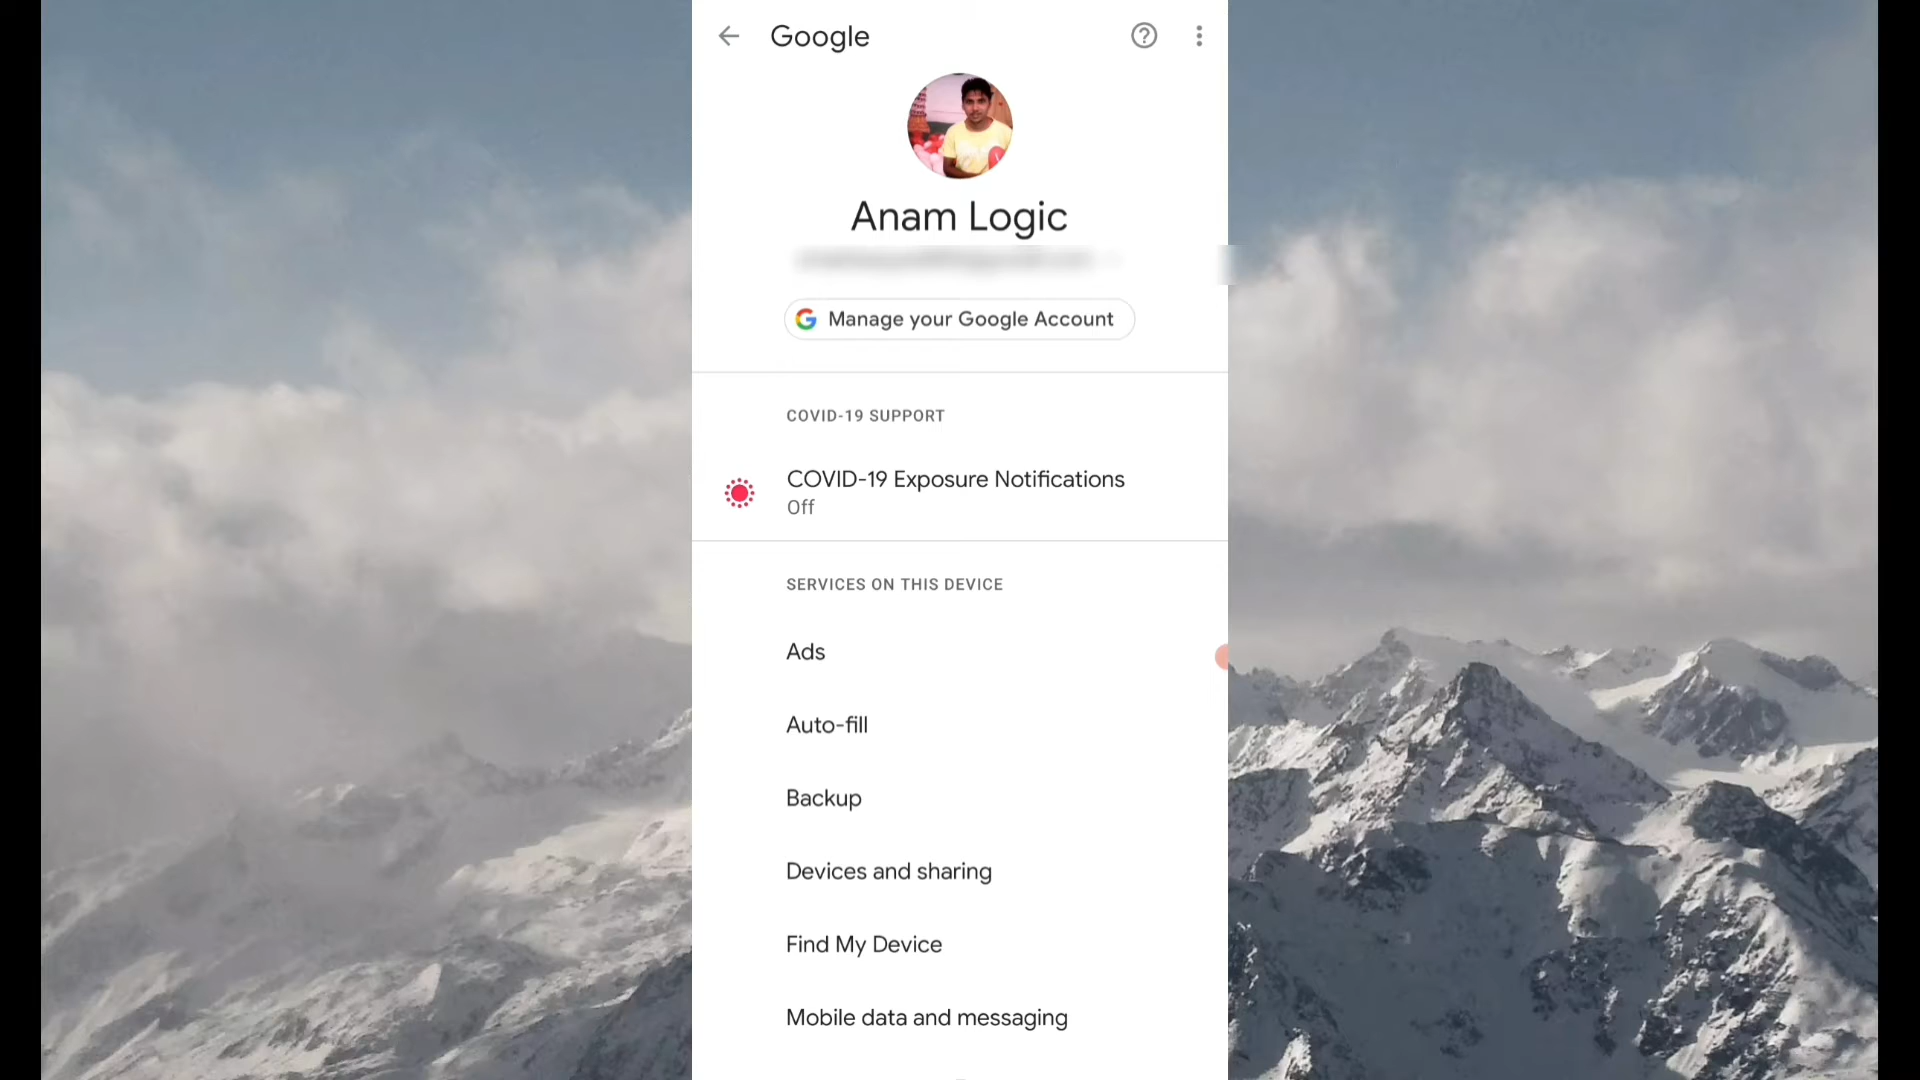 Google
Anam Logic
Manage your Google Account
COVID-19 SUPPORT
COVID-19 Exposure Notifications
Off
SERVICES ON THIS DEVICE
Ads
Auto-fill
Backup
Devices and sharing
Find My Device
Mobile data and messaging